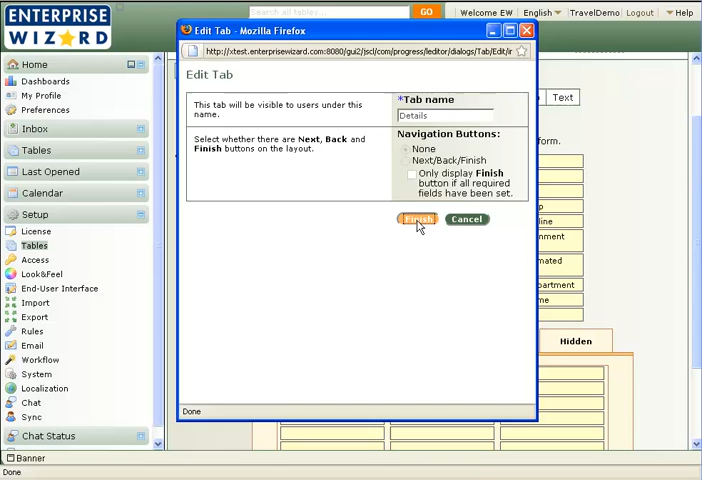 ENTERPRISE
WIZARD
Search all tables...
GO
Welcome EW
English
TravelDemo
Logout
Help
Edit Tab - Mozilla Firefox
http://xtest.enterprisewizard.com:8080/gui2/jscl/com/progress/leditor/dialogs/Tab/Edit/ir
Edit Tab
This tab will be visible to users under this
name.
*Tab name
Details
Select whether there are Next, Back and
Finish buttons on the layout.
Navigation Buttons:
None
Next/Back/Finish
Only display Finish
button if all required
fields have been set.
Finish
Cancel
Done
Home
Dashboards
My Profile
Preferences
Inbox
Tables
Last Opened
Calendar
Setup
License
Tables
Access
Look&Feel
End-User Interface
Import
Export
Rules
Email
Workflow
System
Localization
Chat
Sync
Chat Status
Text
form.
line
nment
mated
partment
me
Hidden
Banner
Done